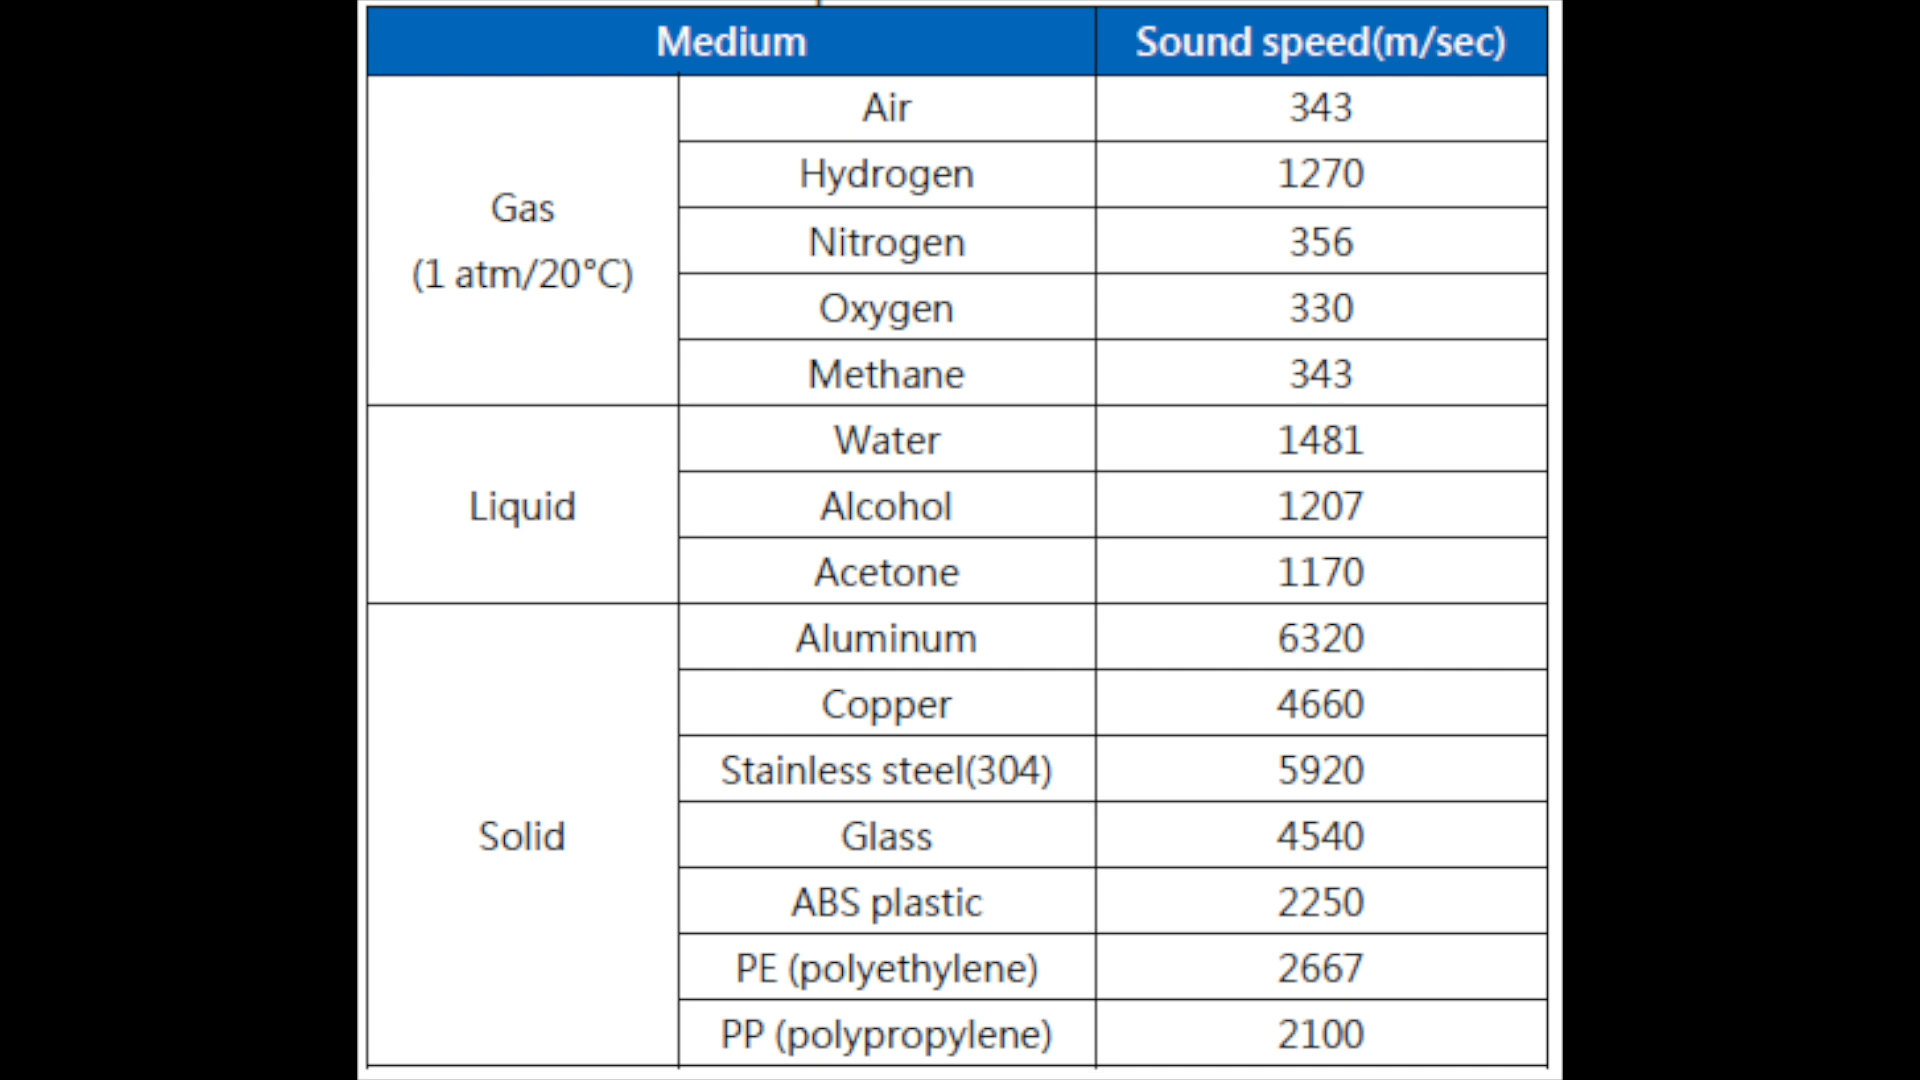 Medium Sound speed(m/sec)
Gas
(1 atm/20°C)
Air 343
Hydrogen 1270
Nitrogen 356
Oxygen 330
Methane 343
Liquid
Water 1481
Alcohol 1207
Acetone 1170
Solid
Aluminum 6320
Copper 4660
Stainless steel(304) 5920
Glass 4540
ABS plastic 2250
PE (polyethylene) 2667
PP (polypropylene) 2100